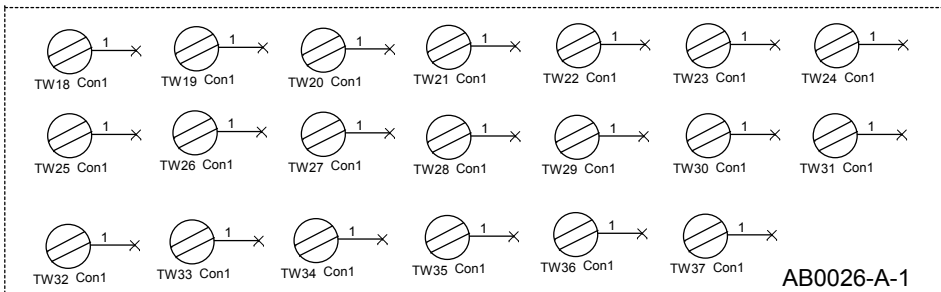 1 1 1 1 1 1 1
TW18 Con1 TW19 Con1 TW20 Con1 TW21 Con1 TW22 Con1 TW23 Con1 TW24 Con1
1 1 1 1 1 1 1
TW25 Con1 TW26 Con1 TW27 Con1 TW28 Con1 TW29 Con1 TW30 Con1 TW31 Con1
1 1 1 1 1 1
TW32 Con1 TW33 Con1 TW34 Con1 TW35 Con1 TW36 Con1 TW37 Con1
AB0026-A-1